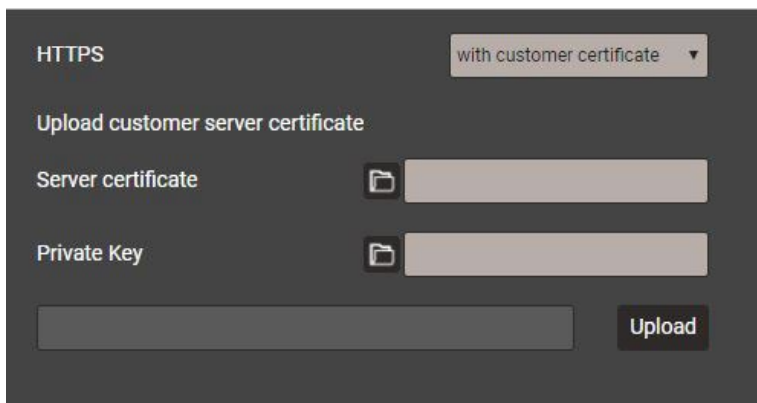 HTTPS with customer certificate
Upload customer server certificate
Server certificate
Private Key
Upload